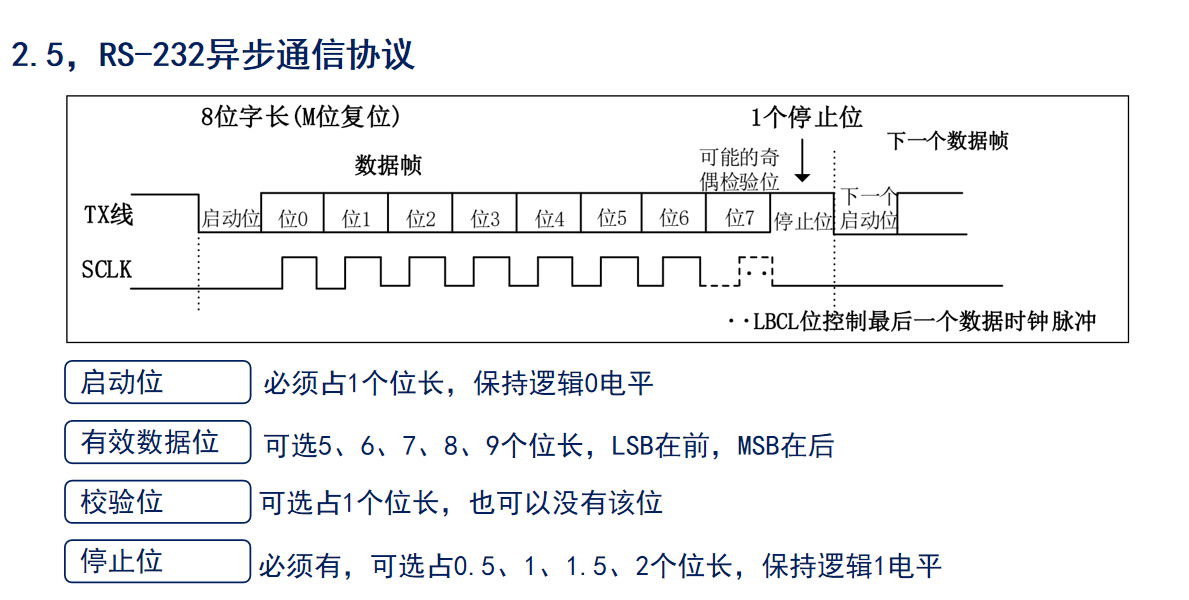 2.5，RS-232异步通信协议
8位字长(M位复位)
1个停止位
下一个数据帧
数据帧
可能的奇
偶检验位
TX线
启动位 位0 位1 位2 位3 位4 位5 位6 位7 停止位
下一个
启动位
SCLK
··LBCL位控制最后一个数据时钟脉冲
启动位 必须占1个位长，保持逻辑0电平
有效数据位 可选5、6、7、8、9个位长，LSB在前，MSB在后
校验位 可选占1个位长，也可以没有该位
停止位 必须有，可选占0.5、1、1.5、2个位长，保持逻辑1电平